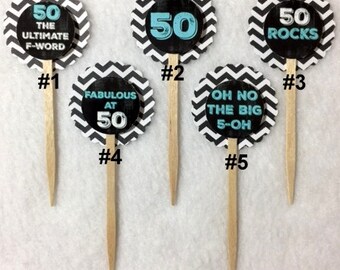 50
THE
ULTIMATE
F-WORD
#1
50
#2
50
ROCKS
#3
FABULOUS
AT
50
#4
OH NO
THE BIG
5-OH
#5